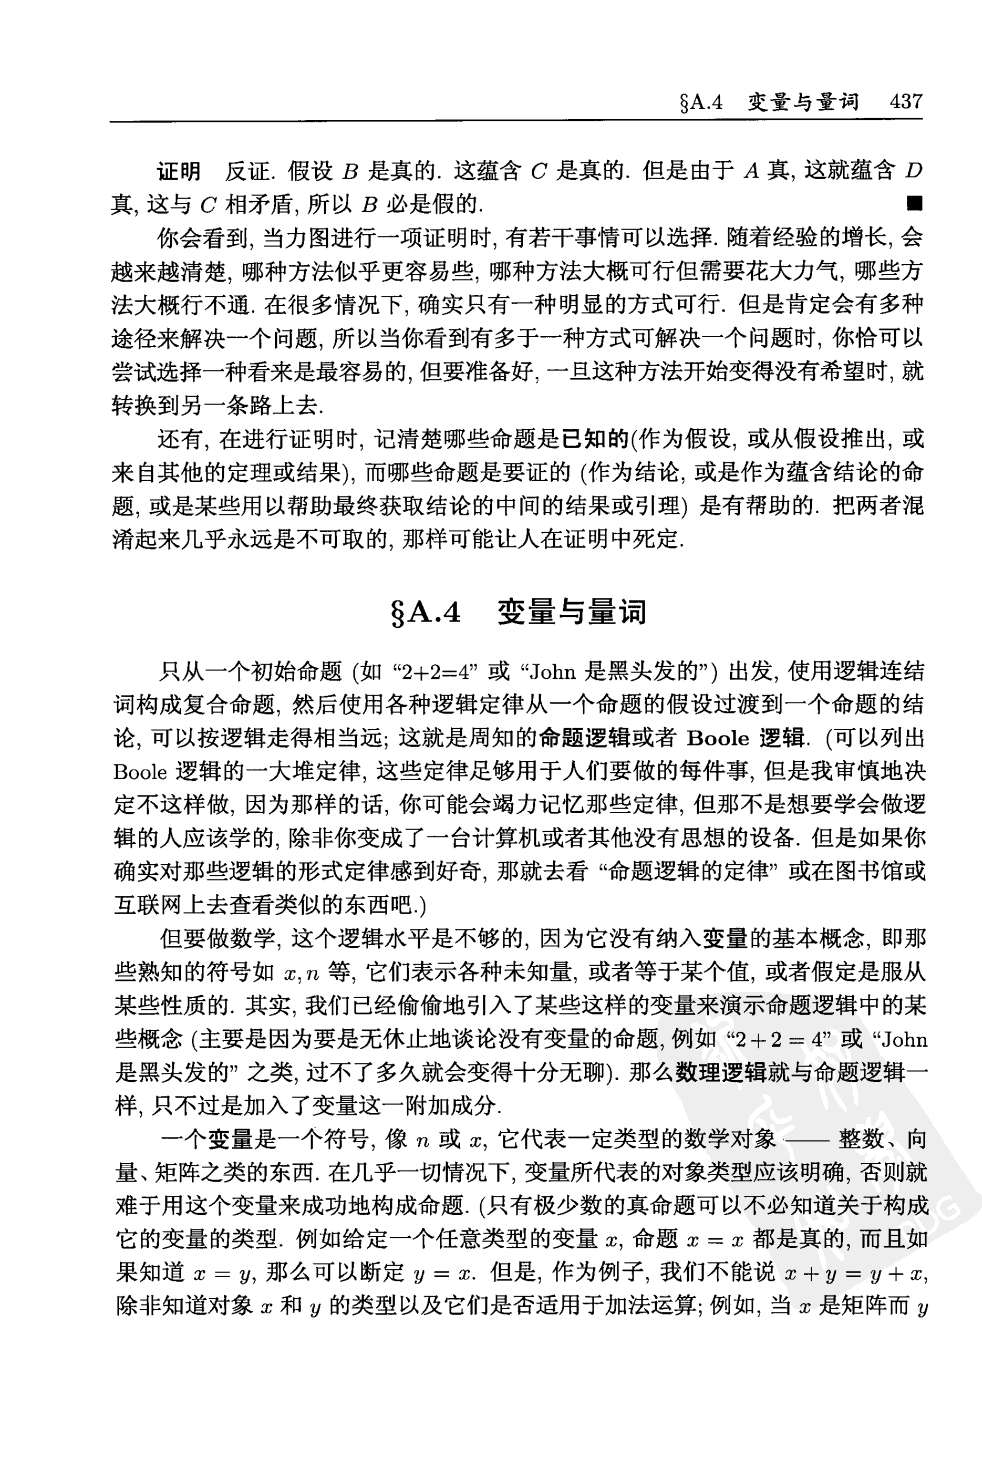 §A.4 变量与量词 437
证明 反证. 假设 B 是真的. 这蕴含 C 是真的. 但是由于 A 真, 这就蕴含 D
真, 这与 C 相矛盾, 所以 B 必是假的. ■
你会看到, 当力图进行一项证明时, 有若干事情可以选择. 随着经验的增长, 会
越来越清楚, 哪种方法似乎更容易些, 哪种方法大概可行但需要花大力气, 哪些方
法大概行不通. 在很多情况下, 确实只有一种明显的方式可行. 但是肯定会有多种
途径来解决一个问题, 所以当你看到有多于一种方式可解决一个问题时, 你恰可以
尝试选择一种看来是最容易的, 但要准备好, 一旦这种方法开始变得没有希望时, 就
转换到另一条路上去.
还有, 在进行证明时, 记清楚哪些命题是已知的(作为假设, 或从假设推出, 或
来自其他的定理或结果), 而哪些命题是要证的 (作为结论, 或是作为蕴含结论的命
题, 或是某些用以帮助最终获取结论的中间的结果或引理) 是有帮助的. 把两者混
淆起来几乎永远是不可取的, 那样可能让人在证明中死定.
§A.4 变量与量词
只从一个初始命题 (如 “2+2=4” 或 “John 是黑头发的”) 出发, 使用逻辑连结
词构成复合命题, 然后使用各种逻辑定律从一个命题的假设过渡到一个命题的结
论, 可以按逻辑走得相当远; 这就是周知的命题逻辑或者 Boole 逻辑. (可以列出
Boole 逻辑的一大堆定律, 这些定律足够用于人们要做的每件事, 但是我审慎地决
定不这样做, 因为那样的话, 你可能会竭力记忆那些定律, 但那不是想要学会做逻
辑的人应该学的, 除非你变成了一台计算机或者其他没有思想的设备. 但是如果你
确实对那些逻辑的形式定律感到好奇, 那就去看 “命题逻辑的定律” 或在图书馆或
互联网上去查看类似的东西吧.)
但要做数学, 这个逻辑水平是不够的, 因为它没有纳入变量的基本概念, 即那
些熟知的符号如 x, n 等, 它们表示各种未知量, 或者等于某个值, 或者假定是服从
某些性质的. 其实, 我们已经偷偷地引入了某些这样的变量来演示命题逻辑中的某
些概念 (主要是因为要是无休止地谈论没有变量的命题, 例如 “2 + 2 = 4” 或 “John
是黑头发的” 之类, 过不了多久就会变得十分无聊). 那么数理逻辑就与命题逻辑一
样, 只不过是加入了变量这一附加成分.
一个变量是一个符号, 像 n 或 x, 它代表一定类型的数学对象 —— 整数、向
量、矩阵之类的东西. 在几乎一切情况下, 变量所代表的对象类型应该明确, 否则就
难于用这个变量来成功地构成命题. (只有极少数的真命题可以不必知道关于构成
它的变量的类型. 例如给定一个任意类型的变量 x, 命题 x = x 都是真的, 而且如
果知道 x = y, 那么可以断定 y = x. 但是, 作为例子, 我们不能说 x + y = y + x,
除非知道对象 x 和 y 的类型以及它们是否适用于加法运算; 例如, 当 x 是矩阵而 y